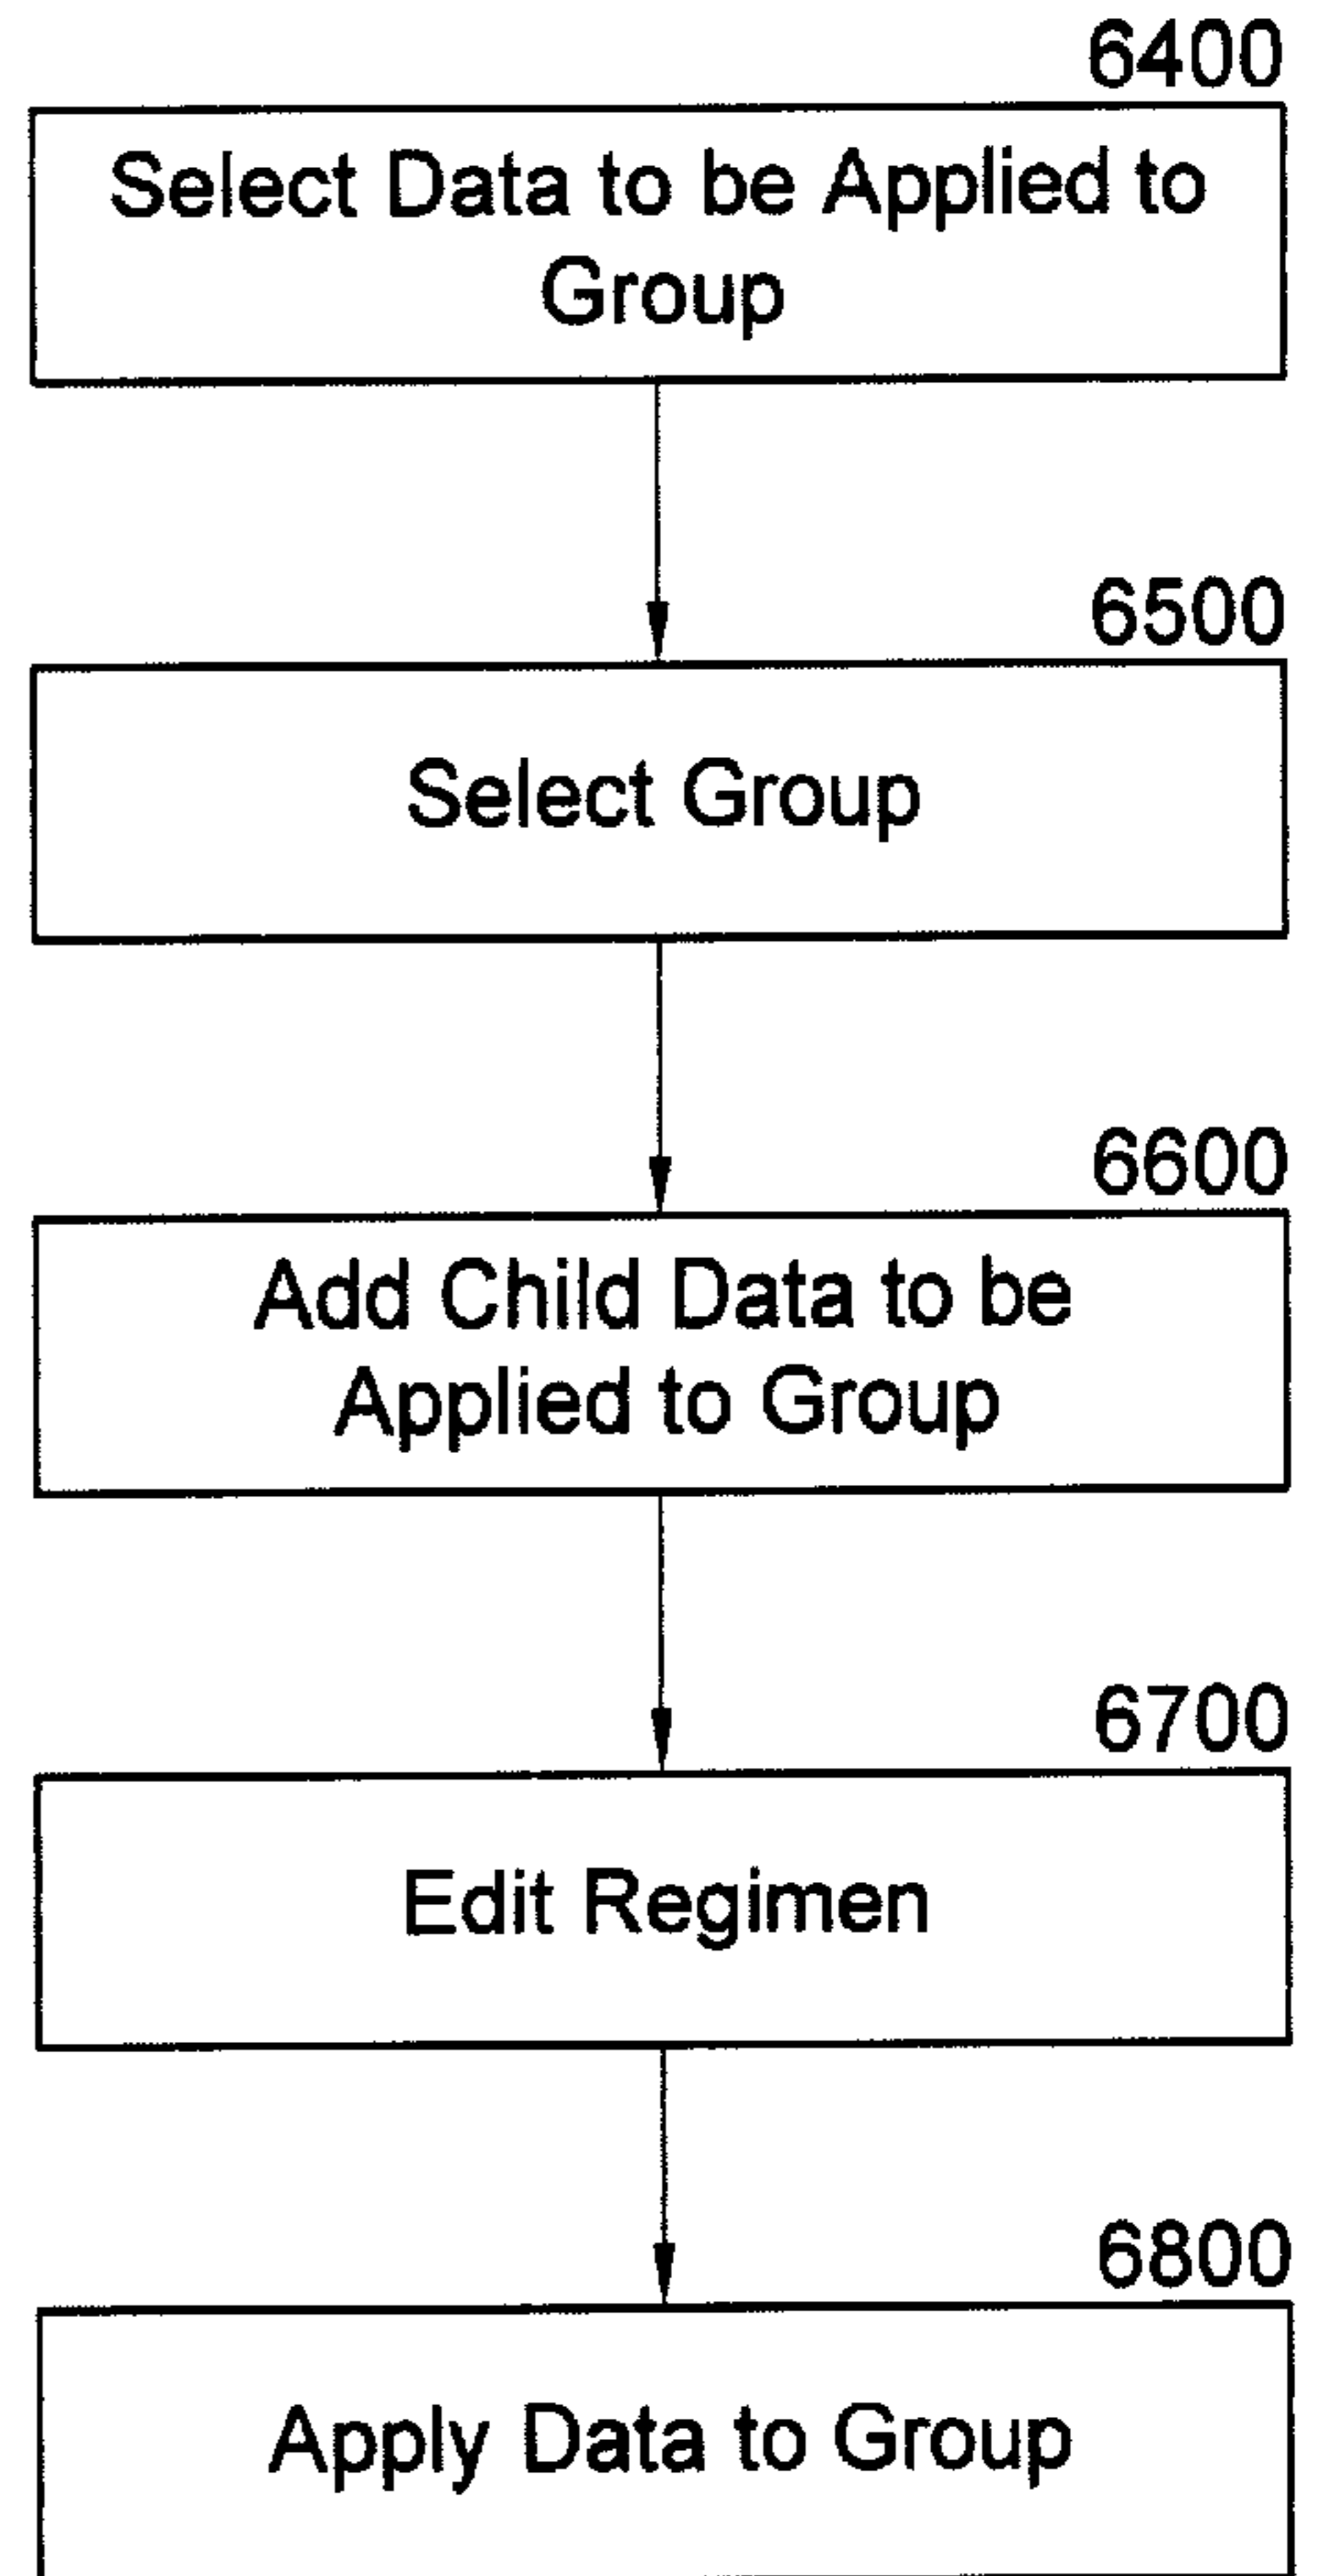 6400
Select Data to be Applied to
Group
6500
Select Group
6600
Add Child Data to be
Applied to Group
6700
Edit Regimen
6800
Apply Data to Group